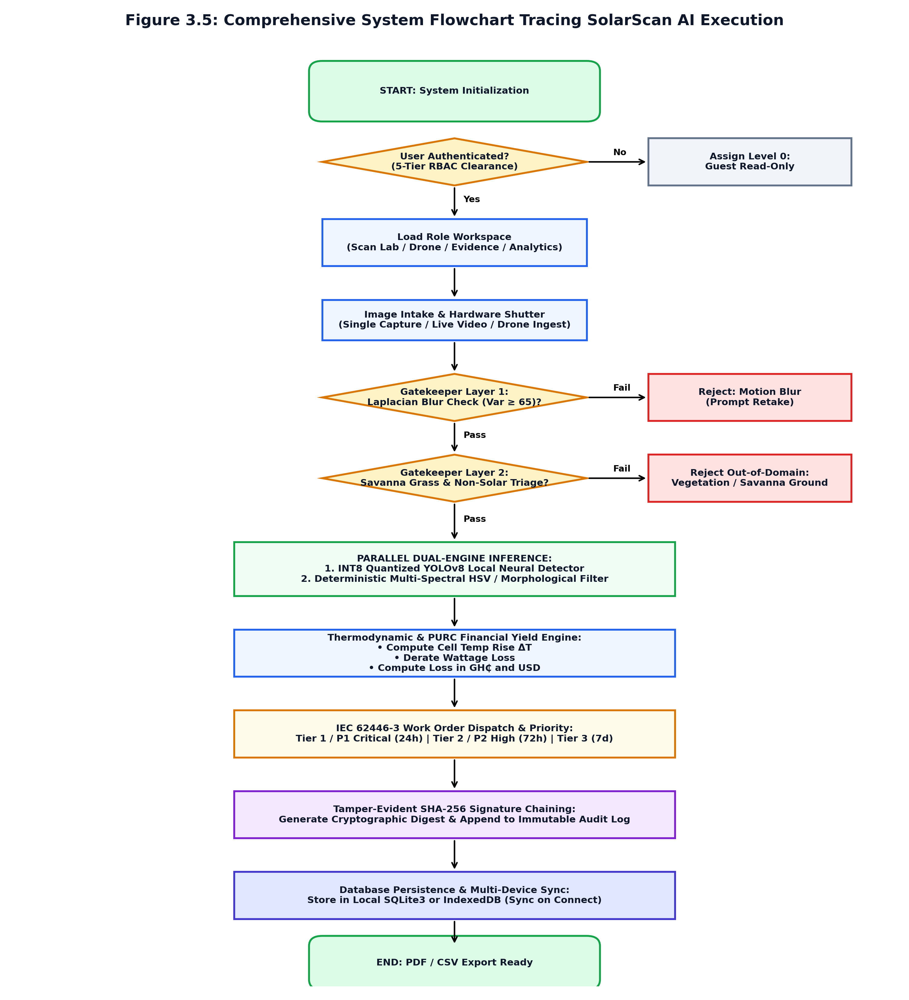 Figure 3.5: Comprehensive System Flowchart Tracing SolarScan AI Execution
START: System Initialization
User Authenticated?
(5-Tier RBAC Clearance)
No
Assign Level 0:
Guest Read-Only
Yes
Load Role Workspace
(Scan Lab / Drone / Evidence / Analytics)
Image Intake & Hardware Shutter
(Single Capture / Live Video / Drone Ingest)
Gatekeeper Layer 1:
Laplacian Blur Check (Var ≥ 65)?
Fail
Reject: Motion Blur
(Prompt Retake)
Pass
Gatekeeper Layer 2:
Savanna Grass & Non-Solar Triage?
Fail
Reject Out-of-Domain:
Vegetation / Savanna Ground
Pass
PARALLEL DUAL-ENGINE INFERENCE:
1. INT8 Quantized YOLOv8 Local Neural Detector
2. Deterministic Multi-Spectral HSV / Morphological Filter
Thermodynamic & PURC Financial Yield Engine:
• Compute Cell Temp Rise ΔT
• Derate Wattage Loss
• Compute Loss in GH₵ and USD
IEC 62446-3 Work Order Dispatch & Priority:
Tier 1 / P1 Critical (24h) | Tier 2 / P2 High (72h) | Tier 3 (7d)
Tamper-Evident SHA-256 Signature Chaining:
Generate Cryptographic Digest & Append to Immutable Audit Log
Database Persistence & Multi-Device Sync:
Store in Local SQLite3 or IndexedDB (Sync on Connect)
END: PDF / CSV Export Ready